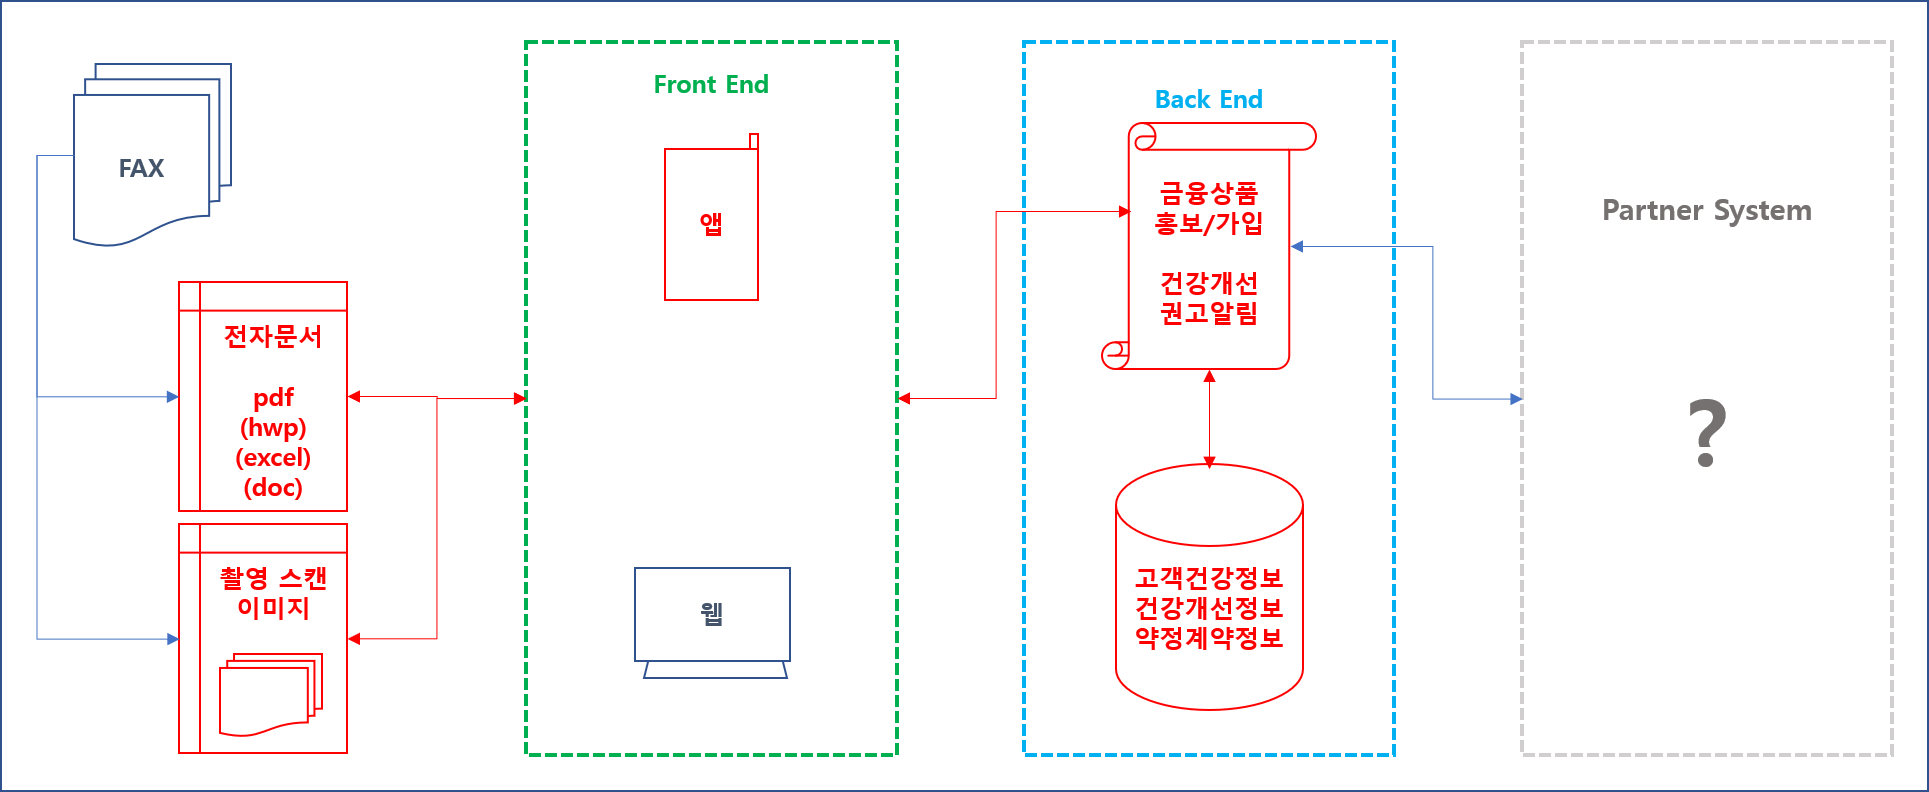 FAX
전자문서
pdf
(hwp)
(excel)
(doc)
촬영 스캔
이미지
Front End
앱
웹
Back End
금융상품
홍보/가입
건강개선
권고알림
고객건강정보
건강개선정보
약정계약정보
Partner System
?